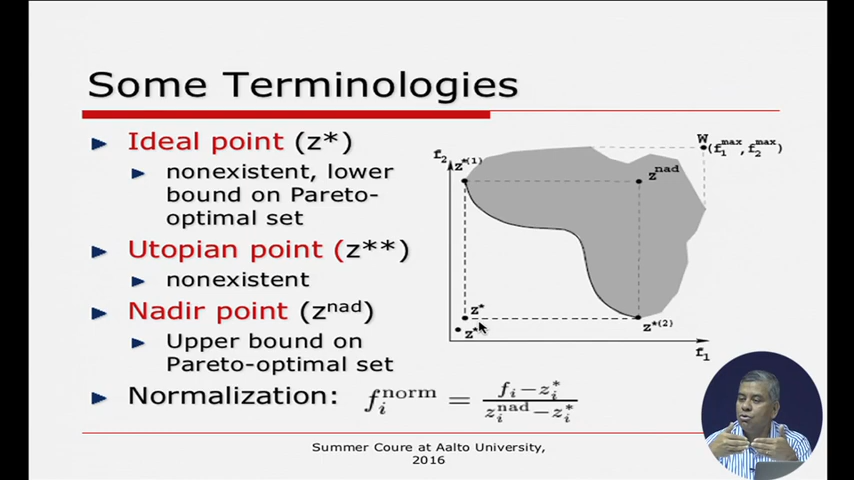 Some Terminologies
Ideal point (z*)
nonexistent, lower
bound on Pareto-
optimal set
Utopian point (z**)
nonexistent
Nadir point (z^nad)
Upper bound on
Pareto-optimal set
Normalization: f_i^norm = (f_i − z_i^*) / (z_i^nad − z_i^*)
W
(f_1^max, f_2^max)
f_2
z*(1)
z^nad
z*
z*
z*(2)
f_1
Summer Coure at Aalto University,
2016